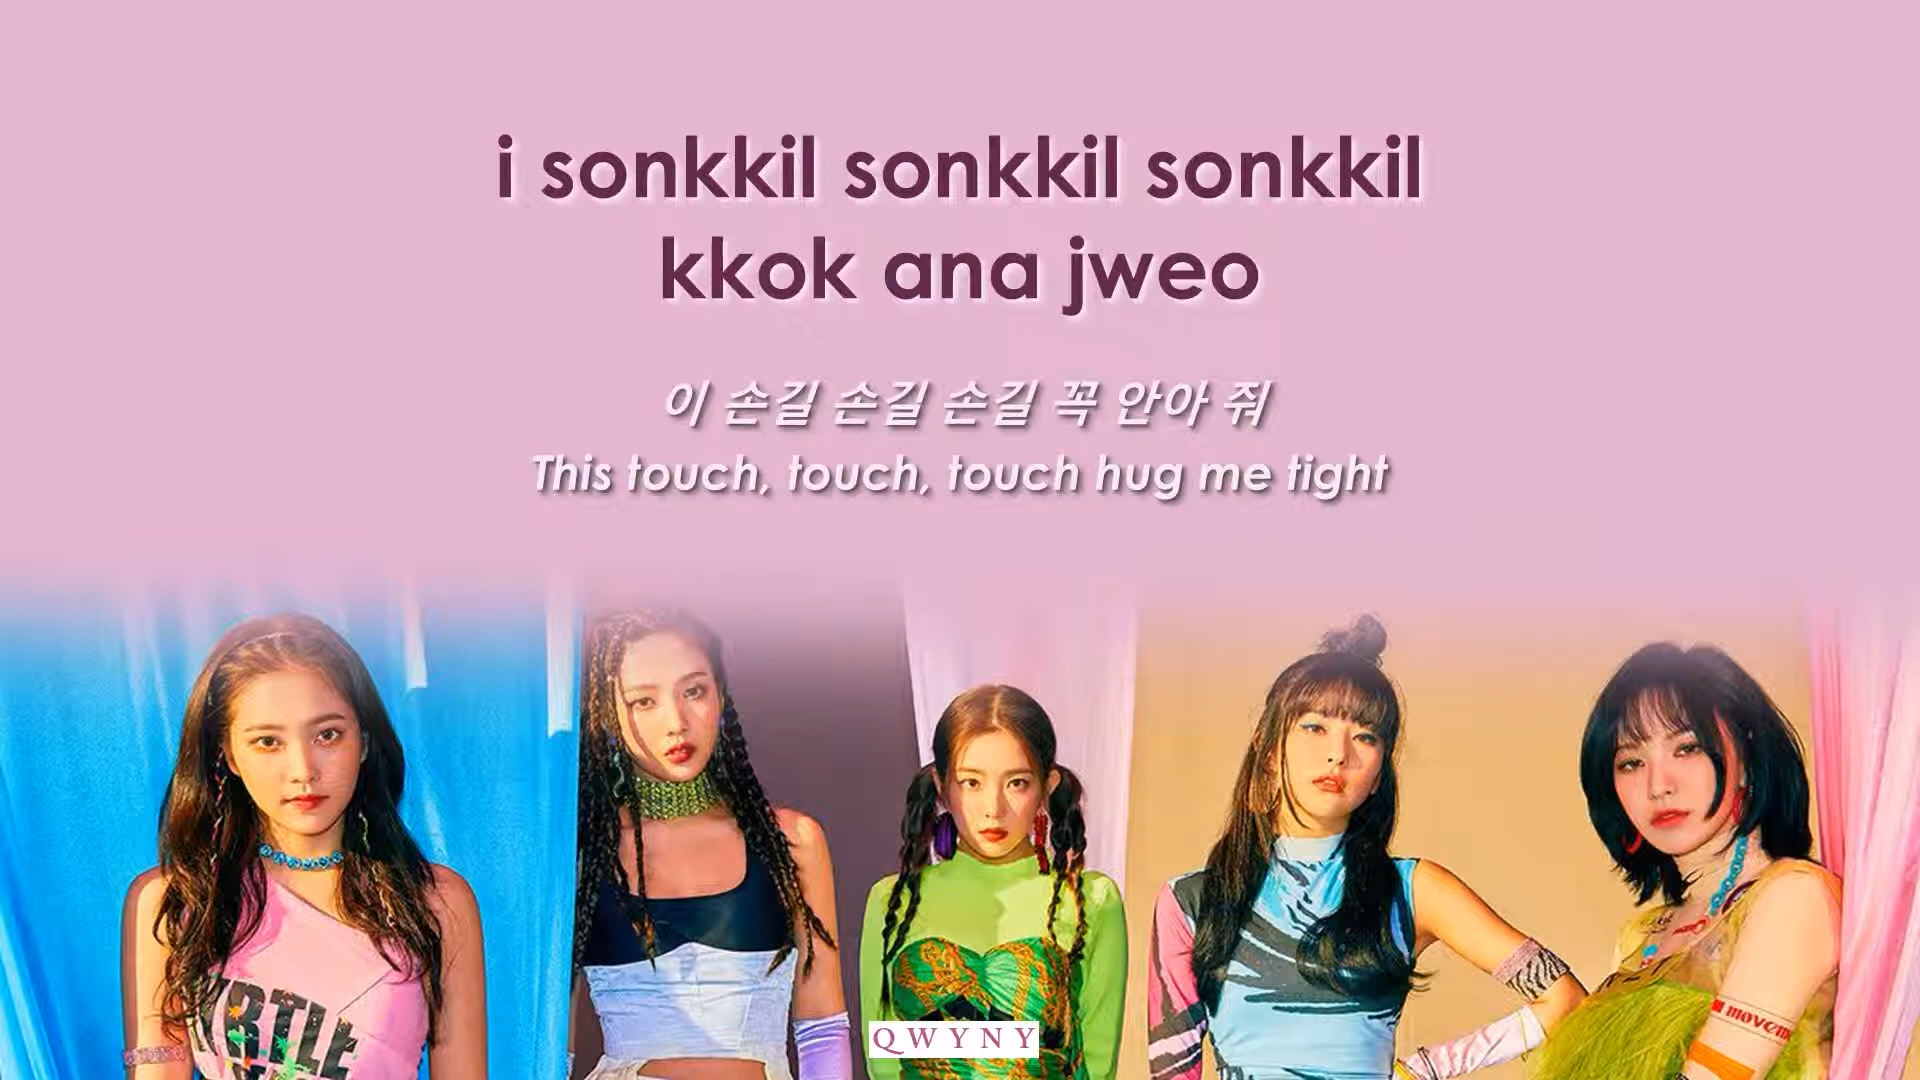 i sonkkil sonkkil sonkkil
kkok ana jweo
이 손길 손길 손길 꼭 안아 줘
This touch, touch, touch hug me tight
QWYNY